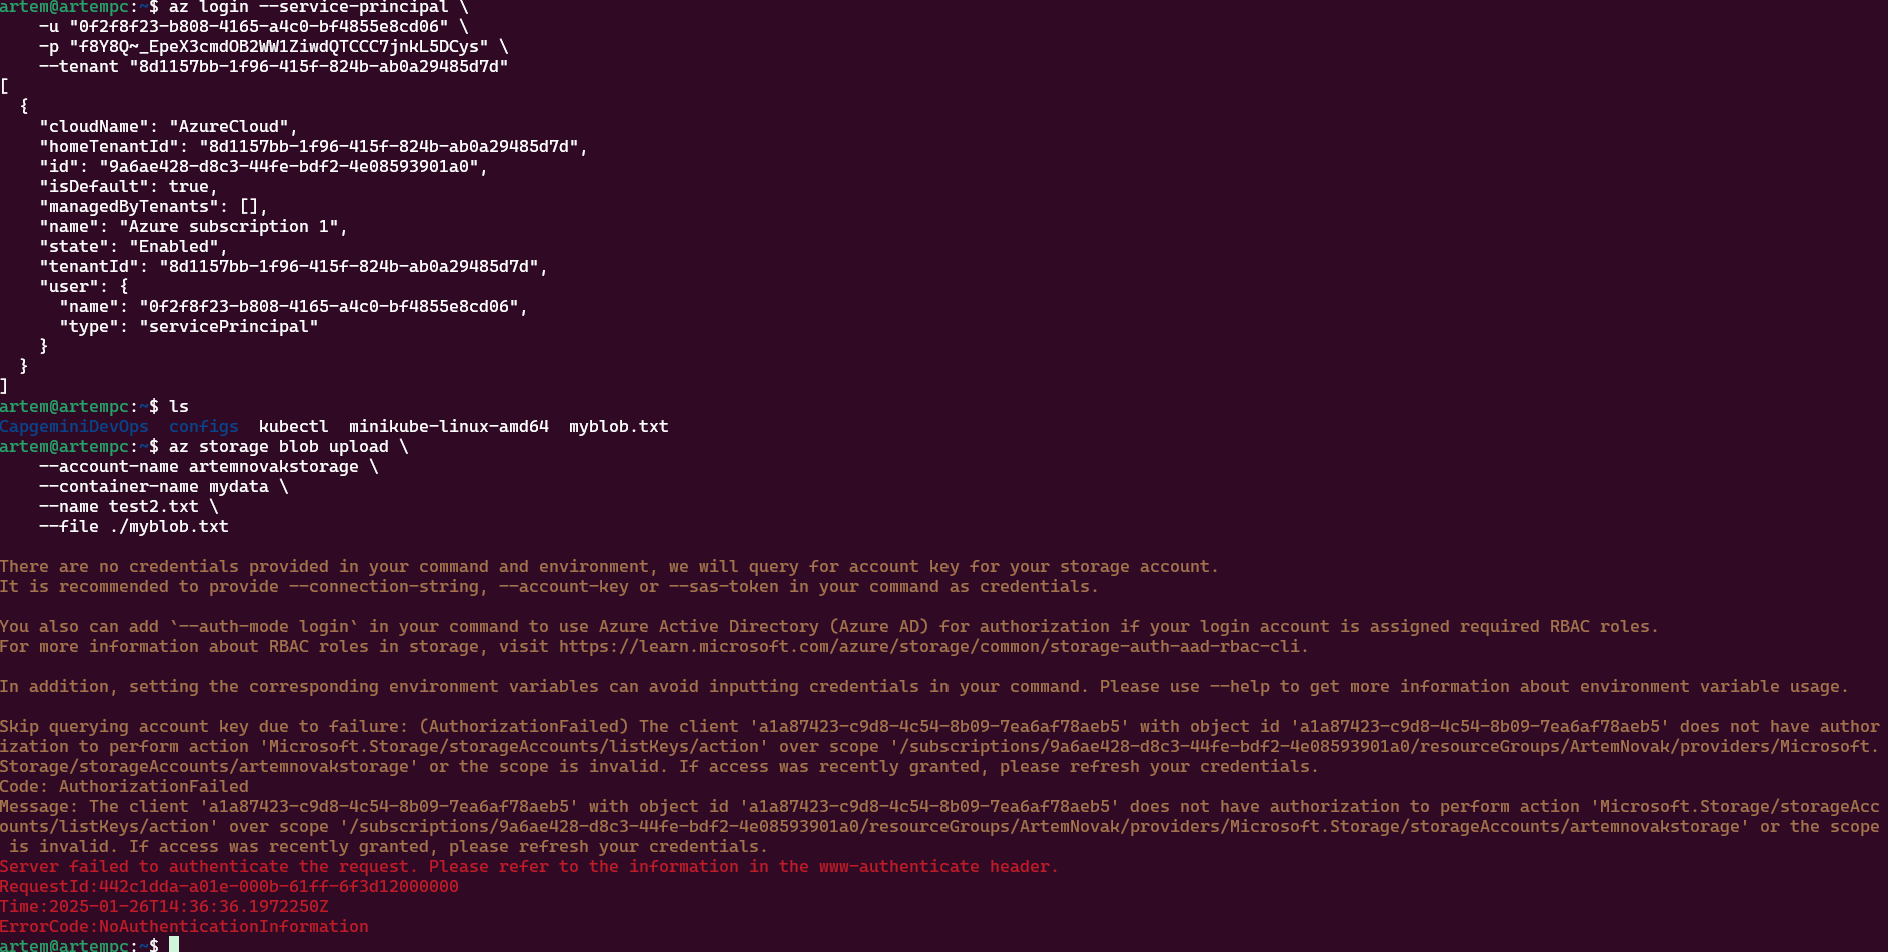 artem@artempc:~$ az login --service-principal \
    -u "0f2f8f23-b808-4165-a4c0-bf4855e8cd06" \
    -p "f8Y8Q~_EpeX3cmdOB2WW1ZiwdQTCCC7jnkL5DCys" \
    --tenant "8d1157bb-1f96-415f-824b-ab0a29485d7d"
[
  {
    "cloudName": "AzureCloud",
    "homeTenantId": "8d1157bb-1f96-415f-824b-ab0a29485d7d",
    "id": "9a6ae428-d8c3-44fe-bdf2-4e08593901a0",
    "isDefault": true,
    "managedByTenants": [],
    "name": "Azure subscription 1",
    "state": "Enabled",
    "tenantId": "8d1157bb-1f96-415f-824b-ab0a29485d7d",
    "user": {
      "name": "0f2f8f23-b808-4165-a4c0-bf4855e8cd06",
      "type": "servicePrincipal"
    }
  }
]
artem@artempc:~$ ls
CapgeminiDevOps  configs  kubectl  minikube-linux-amd64  myblob.txt
artem@artempc:~$ az storage blob upload \
    --account-name artemnovakstorage \
    --container-name mydata \
    --name test2.txt \
    --file ./myblob.txt
There are no credentials provided in your command and environment, we will query for account key for your storage account.
It is recommended to provide --connection-string, --account-key or --sas-token in your command as credentials.
You also can add `--auth-mode login` in your command to use Azure Active Directory (Azure AD) for authorization if your login account is assigned required RBAC roles.
For more information about RBAC roles in storage, visit https://learn.microsoft.com/azure/storage/common/storage-auth-aad-rbac-cli.
In addition, setting the corresponding environment variables can avoid inputting credentials in your command. Please use --help to get more information about environment variable usage.
Skip querying account key due to failure: (AuthorizationFailed) The client 'a1a87423-c9d8-4c54-8b09-7ea6af78aeb5' with object id 'a1a87423-c9d8-4c54-8b09-7ea6af78aeb5' does not have author
ization to perform action 'Microsoft.Storage/storageAccounts/listKeys/action' over scope '/subscriptions/9a6ae428-d8c3-44fe-bdf2-4e08593901a0/resourceGroups/ArtemNovak/providers/Microsoft.
Storage/storageAccounts/artemnovakstorage' or the scope is invalid. If access was recently granted, please refresh your credentials.
Code: AuthorizationFailed
Message: The client 'a1a87423-c9d8-4c54-8b09-7ea6af78aeb5' with object id 'a1a87423-c9d8-4c54-8b09-7ea6af78aeb5' does not have authorization to perform action 'Microsoft.Storage/storageAcc
ounts/listKeys/action' over scope '/subscriptions/9a6ae428-d8c3-44fe-bdf2-4e08593901a0/resourceGroups/ArtemNovak/providers/Microsoft.Storage/storageAccounts/artemnovakstorage' or the scope
 is invalid. If access was recently granted, please refresh your credentials.
Server failed to authenticate the request. Please refer to the information in the www-authenticate header.
RequestId:442c1dda-a01e-000b-61ff-6f3d12000000
Time:2025-01-26T14:36:36.1972250Z
ErrorCode:NoAuthenticationInformation
artem@artempc:~$